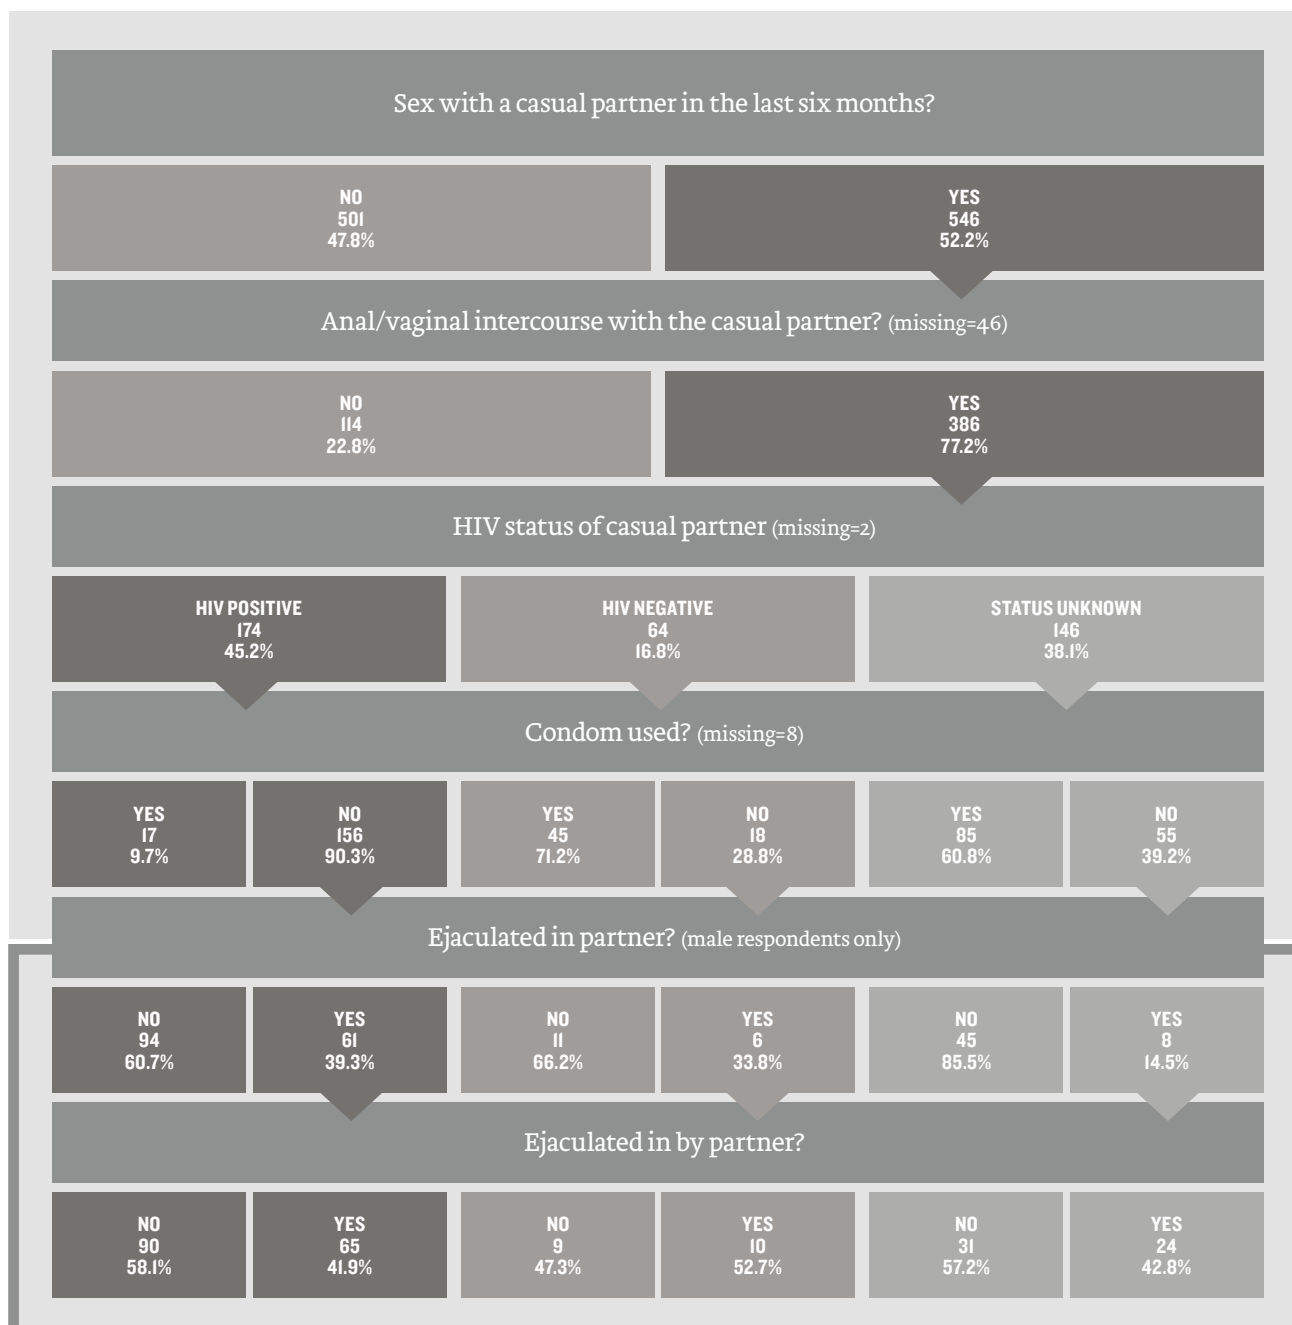 Sex with a casual partner in the last six months?
NO
501
47.8%
YES
546
52.2%
Anal/vaginal intercourse with the casual partner? (missing=46)
NO
114
22.8%
YES
386
77.2%
HIV status of casual partner (missing=2)
HIV POSITIVE
174
45.2%
HIV NEGATIVE
64
16.8%
STATUS UNKNOWN
146
38.1%
Condom used? (missing=8)
YES
17
9.7%
NO
156
90.3%
YES
45
71.2%
NO
18
28.8%
YES
85
60.8%
NO
55
39.2%
Ejaculated in partner? (male respondents only)
NO
94
60.7%
YES
61
39.3%
NO
11
66.2%
YES
6
33.8%
NO
45
85.5%
YES
8
14.5%
Ejaculated in by partner?
NO
90
58.1%
YES
65
41.9%
NO
9
47.3%
YES
10
52.7%
NO
31
57.2%
YES
24
42.8%